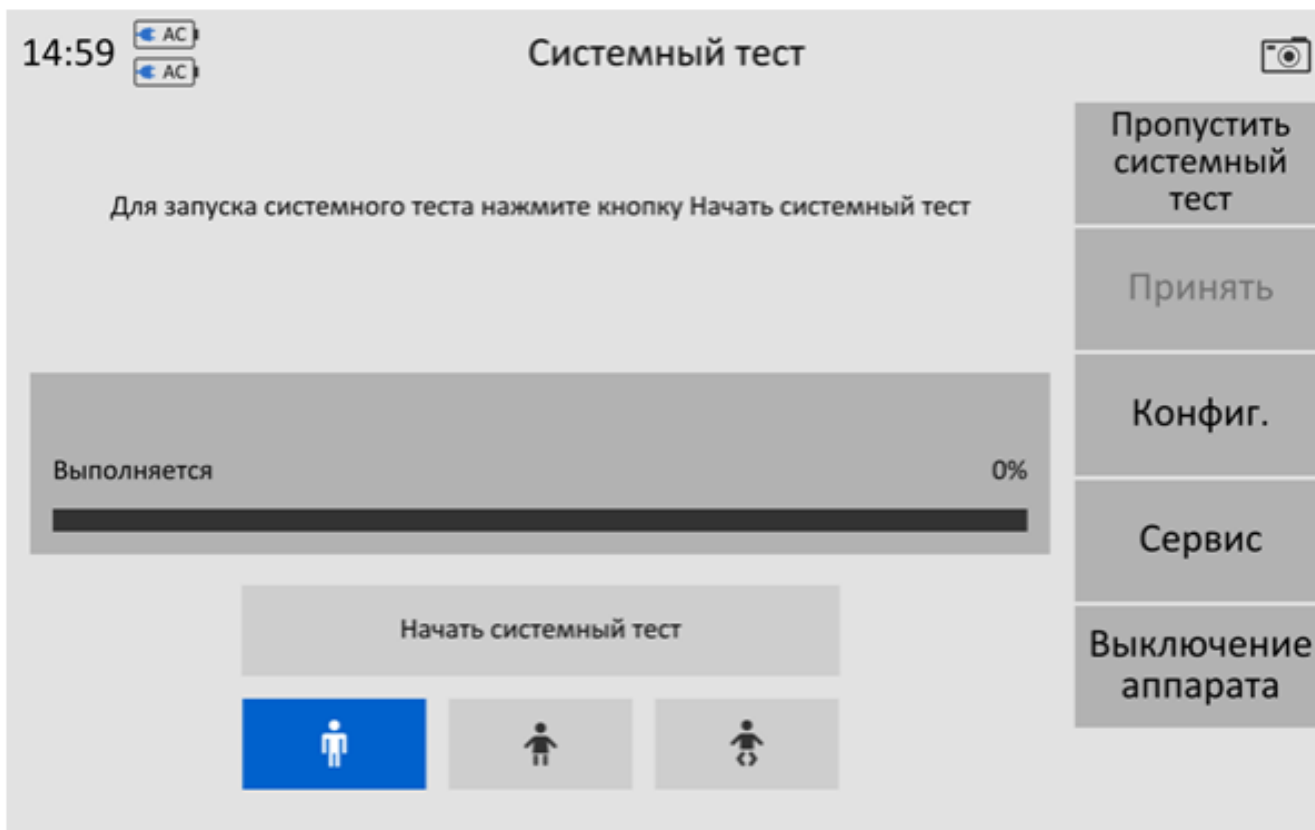 14:59
AC
AC
Системный тест
Для запуска системного теста нажмите кнопку Начать системный тест
Выполняется
0%
Начать системный тест
Пропустить
системный
тест
Принять
Конфиг.
Сервис
Выключение
аппарата